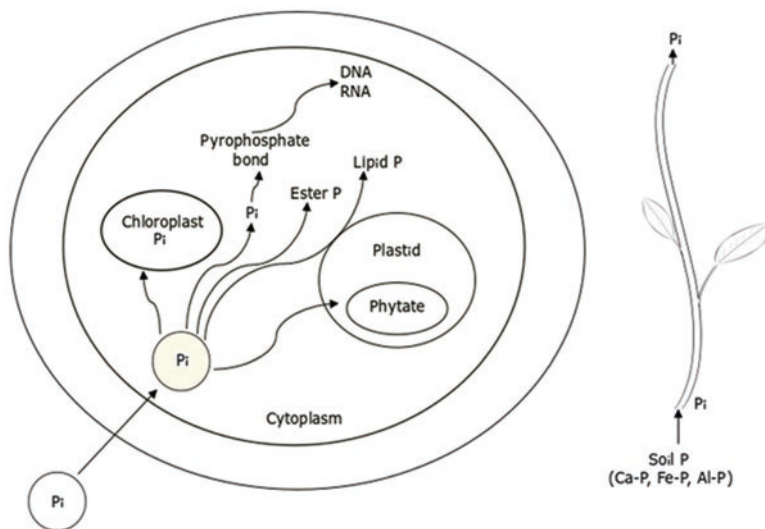 DNA
RNA
Pyrophosphate
bond
Lipid P
Ester P
Pi
Chloroplast
Pi
Plastid
Phytate
Pi
Cytoplasm
Pi
Pi
Pi
Soil P
(Ca-P, Fe-P, Al-P)